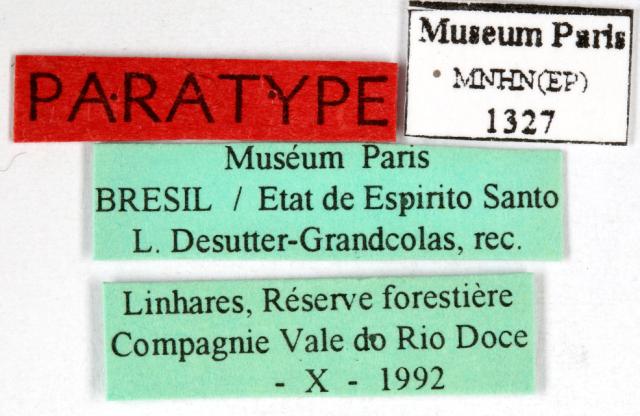 PARATYPE
Museum Paris
MNHN(EP)
1327
Muséum Paris
BRESIL / Etat de Espirito Santo
L. Desutter-Grandcolas, rec.
Linhares, Réserve forestière
Compagnie Vale do Rio Doce
- X - 1992